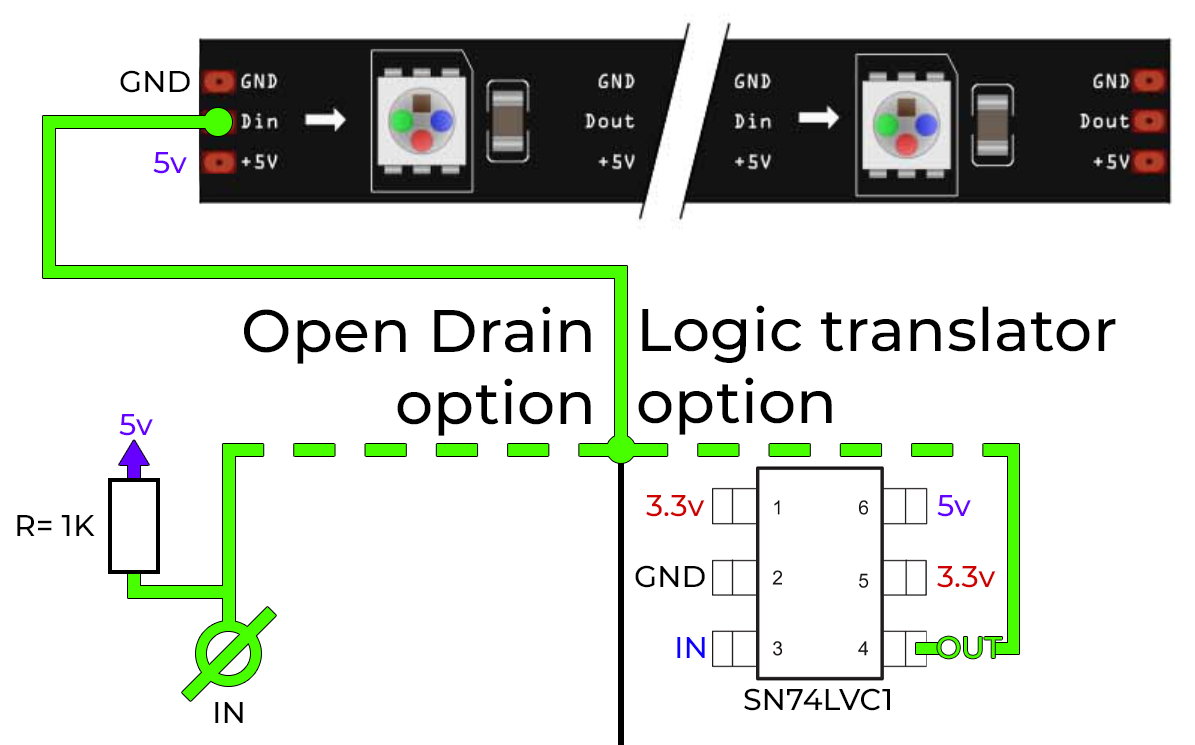 GND
GND
GND
GND
GND
Din
Dout
Din
Dout
5v
+5V
+5V
+5V
+5V
Open Drain
option
Logic translator
option
5v
R= 1K
IN
3.3v
1
6
5v
GND
2
5
3.3v
IN
3
4
OUT
SN74LVC1